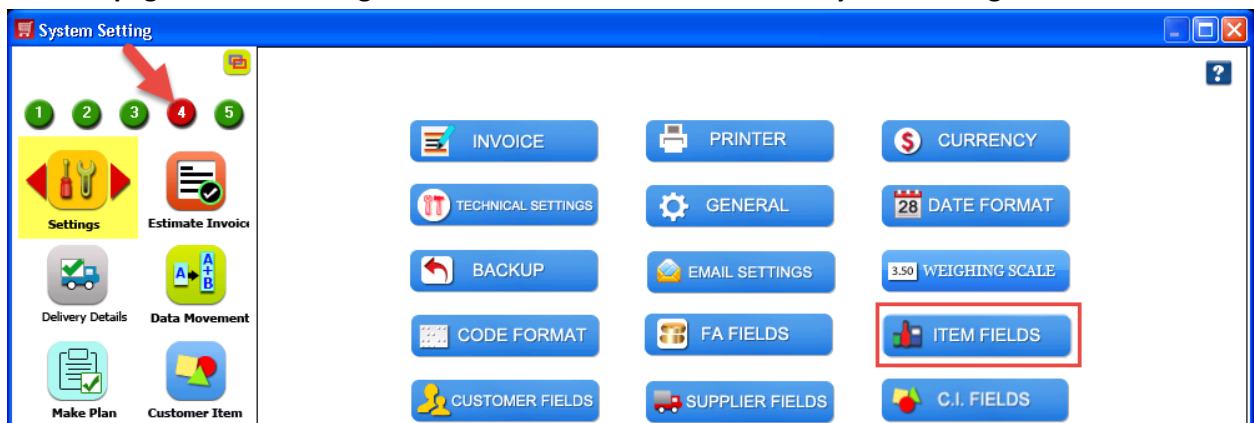 System Setting
1 2 3 4 5
?
Settings
Estimate Invoice
Delivery Details
A
A
+
B
Data Movement
Make Plan
Customer Item
INVOICE
PRINTER
$ CURRENCY
TECHNICAL SETTINGS
GENERAL
28 DATE FORMAT
BACKUP
EMAIL SETTINGS
3.50 WEIGHING SCALE
CODE FORMAT
FA FIELDS
ITEM FIELDS
CUSTOMER FIELDS
SUPPLIER FIELDS
C.I. FIELDS